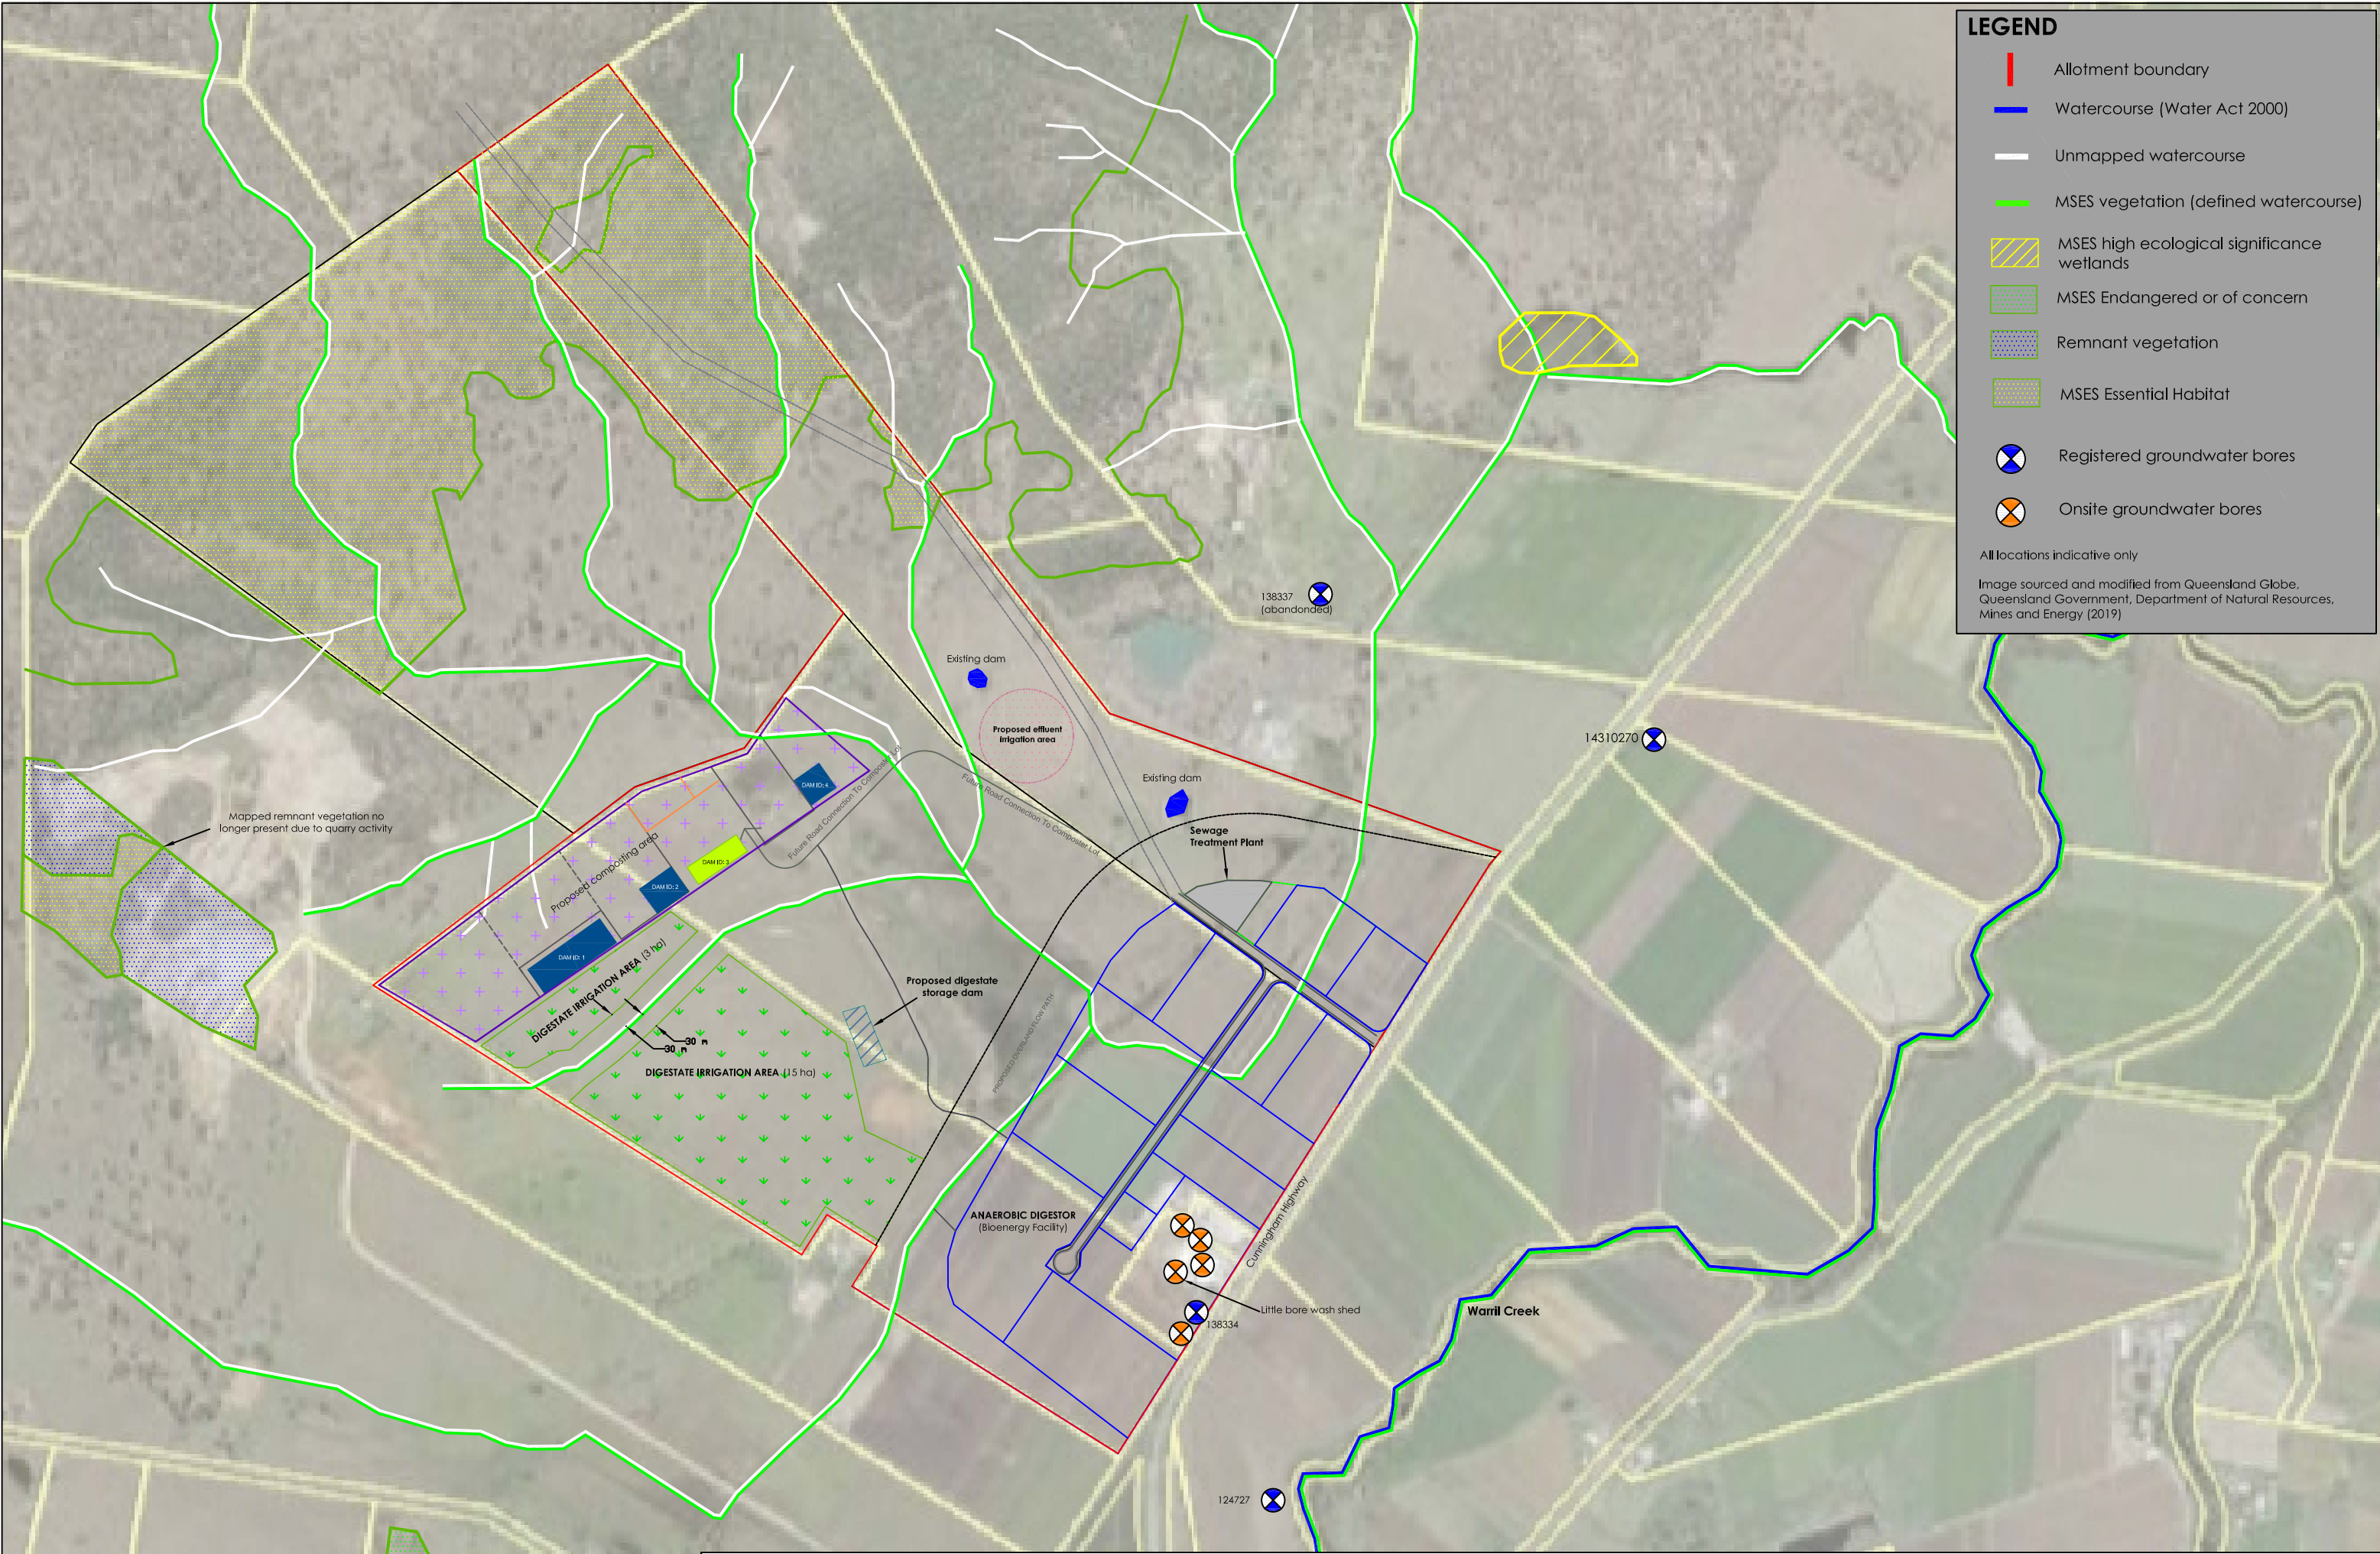 LEGEND
Allotment boundary
Watercourse (Water Act 2000)
Unmapped watercourse
MSES vegetation (defined watercourse)
MSES high ecological significance
wetlands
MSES Endangered or of concern
Remnant vegetation
MSES Essential Habitat
Registered groundwater bores
Onsite groundwater bores
All locations indicative only
Image sourced and modified from Queensland Globe,
Queensland Government, Department of Natural Resources,
Mines and Energy (2019)
138337
(abandonded)
Existing dam
Proposed effluent
irrigation area
14310270
Existing dam
Future Road Connection To Composter Lot
Future Road Connection To Composter Lot
DAM ID: 4
Mapped remnant vegetation no
longer present due to quarry activity
Sewage
Treatment Plant
Proposed composting area
DAM ID: 3
DAM ID: 2
DAM ID: 1
DIGESTATE IRRIGATION AREA (3 ha)
Proposed digestate
storage dam
PROPOSED OVERLAND FLOW PATH
30 m
30 m
DIGESTATE IRRIGATION AREA (15 ha)
ANAEROBIC DIGESTOR
(Bioenergy Facility)
Cunningham Highway
Little bore wash shed
138334
Warril Creek
124727